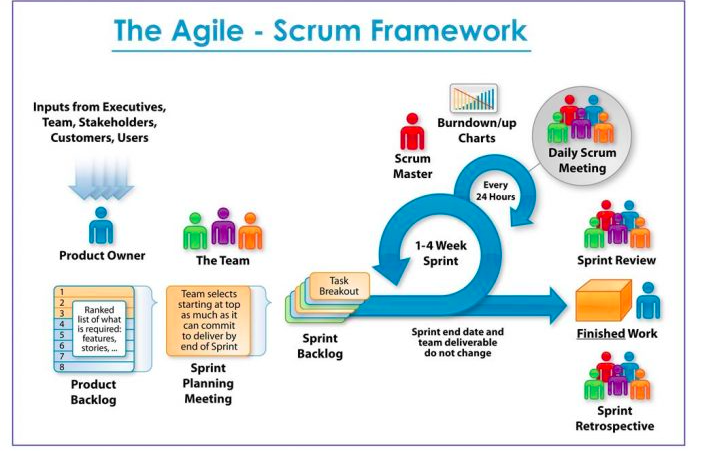 The Agile - Scrum Framework
Inputs from Executives,
Team, Stakeholders,
Customers, Users
Product Owner
The Team
1
2
3
4
5
6
7
8
Ranked
list of what
is required:
features,
stories, ...
Product
Backlog
Team selects
starting at top
as much as it
can commit
to deliver by
end of Sprint
Sprint
Planning
Meeting
Task
Breakout
Sprint
Backlog
Scrum
Master
Burndown/up
Charts
Every
24 Hours
1-4 Week
Sprint
Sprint end date and
team deliverable
do not change
Daily Scrum
Meeting
Sprint Review
Finished Work
Sprint
Retrospective